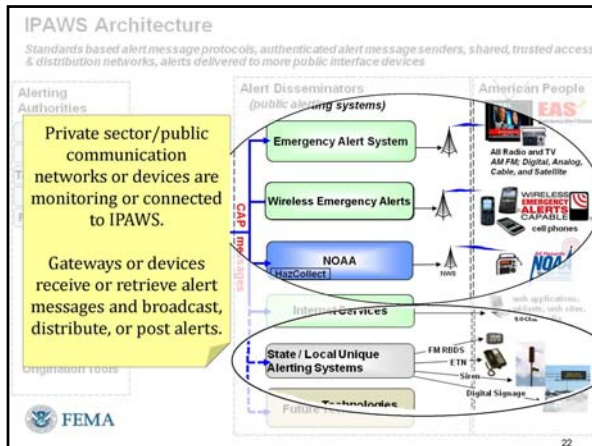 IPAWS Architecture
Standards based alert message protocols, authenticated alert message senders, shared, trusted access
& distribution networks, alerts delivered to more public interface devices
Alerting
Authorities
Private sector/public
communication
networks or devices are
monitoring or connected
to IPAWS.
Gateways or devices
receive or retrieve alert
messages and broadcast,
distribute, or post alerts.
Origination Tools
FEMA
Alert Disseminators
(public alerting systems)
CAP messages
Emergency Alert System
Wireless Emergency Alerts
NOAA
HazCollect
NWS
Internet Services
State / Local Unique
Alerting Systems
FM RBDS
ETN
Siren
Digital Signage
Future Technologies
American People
EAS
All Radio and TV
AM FM; Digital, Analog,
Cable, and Satellite
WIRELESS
EMERGENCY
ALERTS
CAPABLE
cell phones
NOAA
web applications,
22